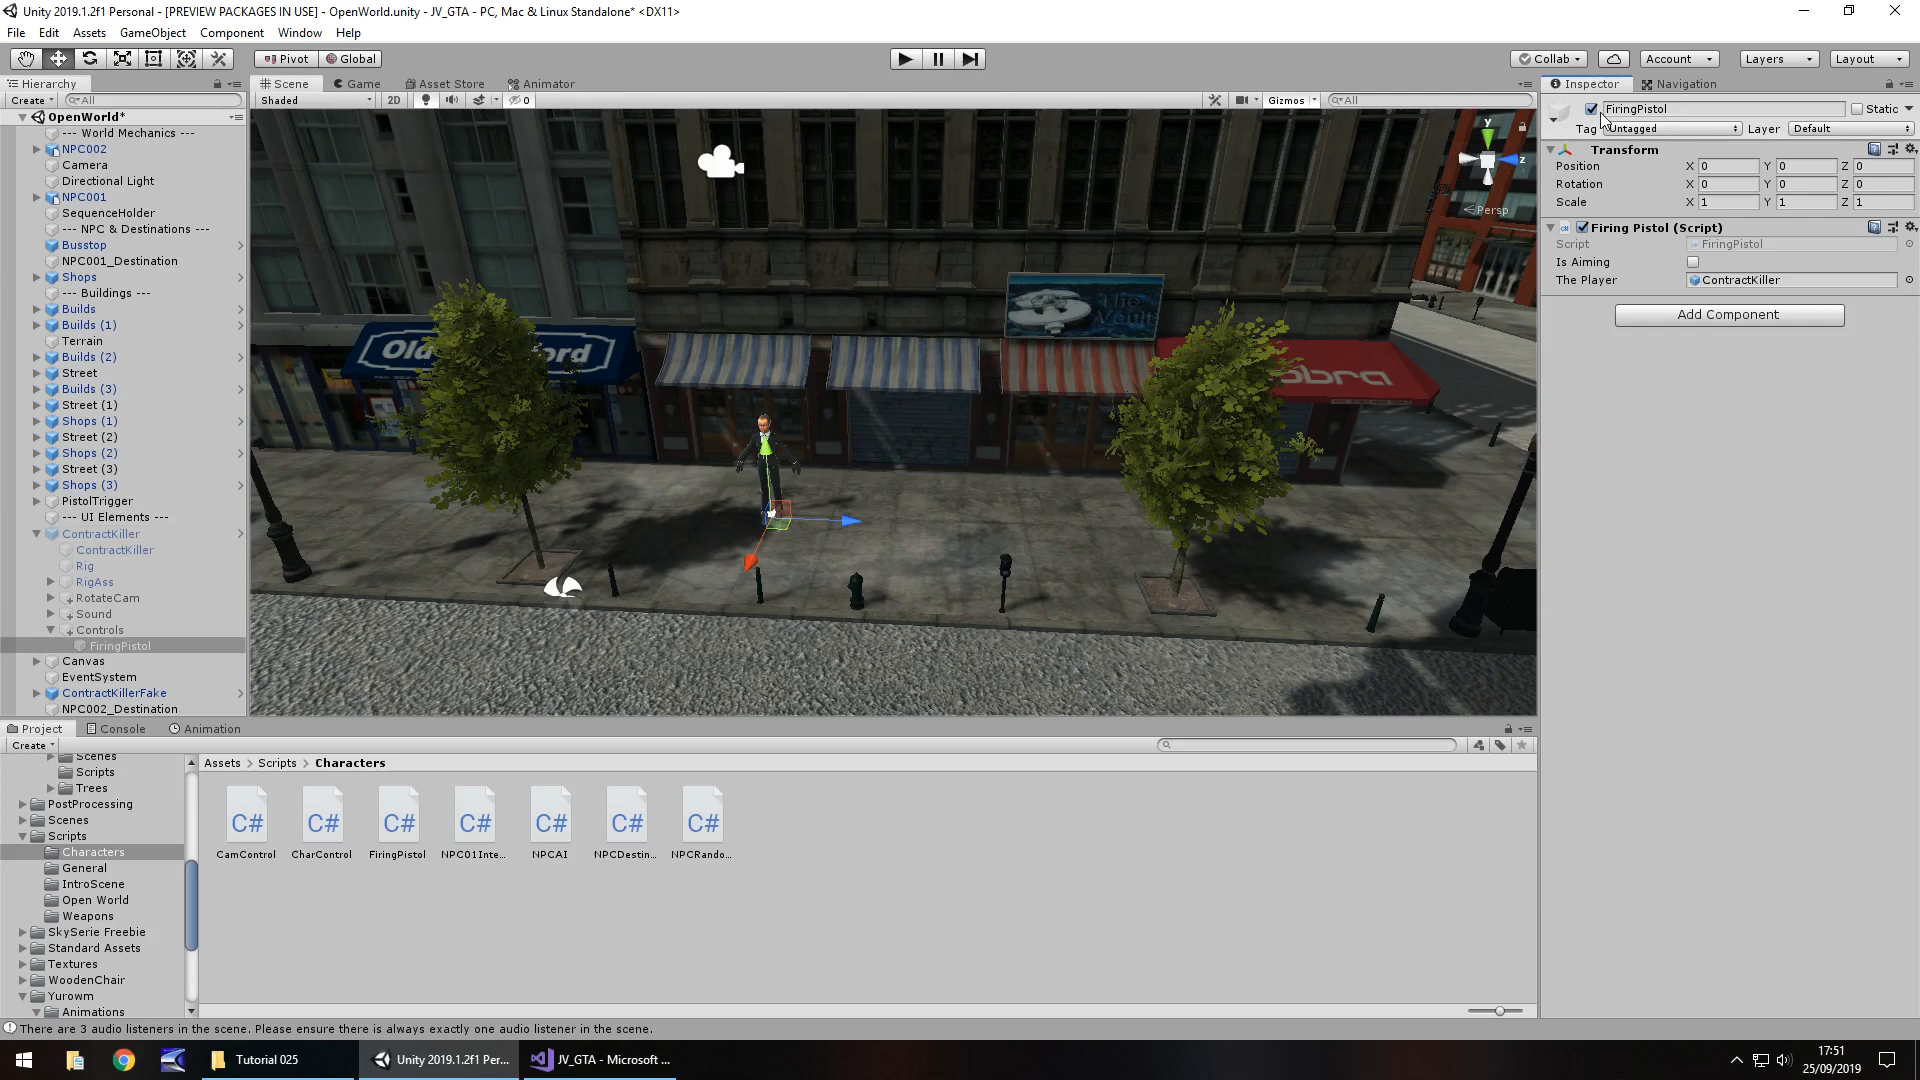 Unity 2019.1.2f1 Personal - [PREVIEW PACKAGES IN USE] - OpenWorld.unity - JV_GTA - PC, Mac & Linux Standalone* <DX11>
File Edit Assets GameObject Component Window Help
Pivot Global Collab Account Layers Layout
Hierarchy Scene Game Asset Store Animator Inspector Navigation
Create All Shaded 2D 0 Gizmos All
OpenWorld*
--- World Mechanics ---
NPC002
Camera
Directional Light
NPC001
SequenceHolder
--- NPC & Destinations ---
Busstop
NPC001_Destination
Shops
--- Buildings ---
Builds
Builds (1)
Terrain
Builds (2)
Street
Builds (3)
Street (1)
Shops (1)
Street (2)
Shops (2)
Street (3)
Shops (3)
PistolTrigger
--- UI Elements ---
ContractKiller
ContractKiller
Rig
RigAss
RotateCam
Sound
Controls
FiringPistol
Canvas
EventSystem
ContractKillerFake
NPC002_Destination
y
z
Persp
The
Vault
Old
ord
obra
FiringPistol Static
Tag Untagged Layer Default
Transform
Position X 0 Y 0 Z 0
Rotation X 0 Y 0 Z 0
Scale X 1 Y 1 Z 1
Firing Pistol (Script)
Script FiringPistol
Is Aiming
The Player ContractKiller
Add Component
Project Console Animation
Create
Scenes
Scripts
Trees
PostProcessing
Scenes
Scripts
Characters
General
IntroScene
Open World
Weapons
SkySerie Freebie
Standard Assets
Textures
WoodenChair
Yurowm
Animations
Assets > Scripts > Characters
C# C# C# C# C# C# C#
CamControl CharControl FiringPistol NPC01Inte... NPCAI NPCDestin... NPCRando...
There are 3 audio listeners in the scene. Please ensure there is always exactly one audio listener in the scene.
Tutorial 025 Unity 2019.1.2f1 Per... JV_GTA - Microsoft ...
17:51
25/09/2019